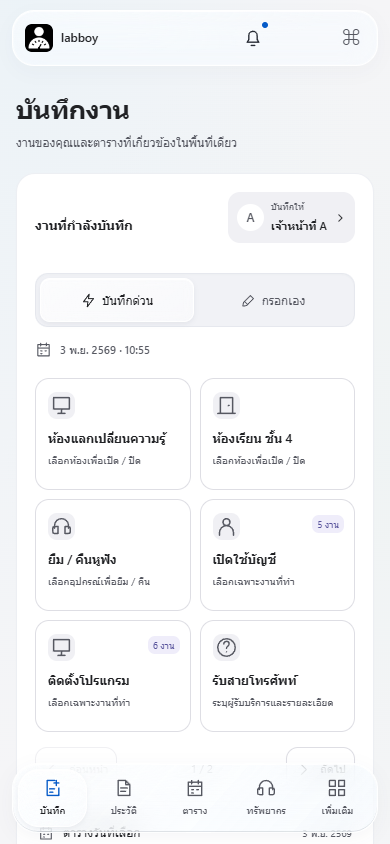 labboy
บันทึกงาน
งานของคุณและตารางที่เกี่ยวข้องในพื้นที่เดียว
งานที่กำลังบันทึก
A
บันทึกให้
เจ้าหน้าที่ A
บันทึกด่วน
กรอกเอง
3 พ.ย. 2569 · 10:55
ห้องแลกเปลี่ยนความรู้
เลือกห้องเพื่อเปิด / ปิด
ห้องเรียน ชั้น 4
เลือกห้องเพื่อเปิด / ปิด
ยืม / คืนหูฟัง
เลือกอุปกรณ์เพื่อยืม / คืน
5 งาน
เปิดใช้บัญชี
เลือกเฉพาะงานที่ทำ
6 งาน
ติดตั้งโปรแกรม
เลือกเฉพาะงานที่ทำ
รับสายโทรศัพท์
ระบุผู้รับบริการและรายละเอียด
1 / 2
ถัดไป
บันทึก
ประวัติ
ตาราง
ทรัพยากร
เพิ่มเติม
ตารางวันที่เลือก
3 พ.ย. 2569